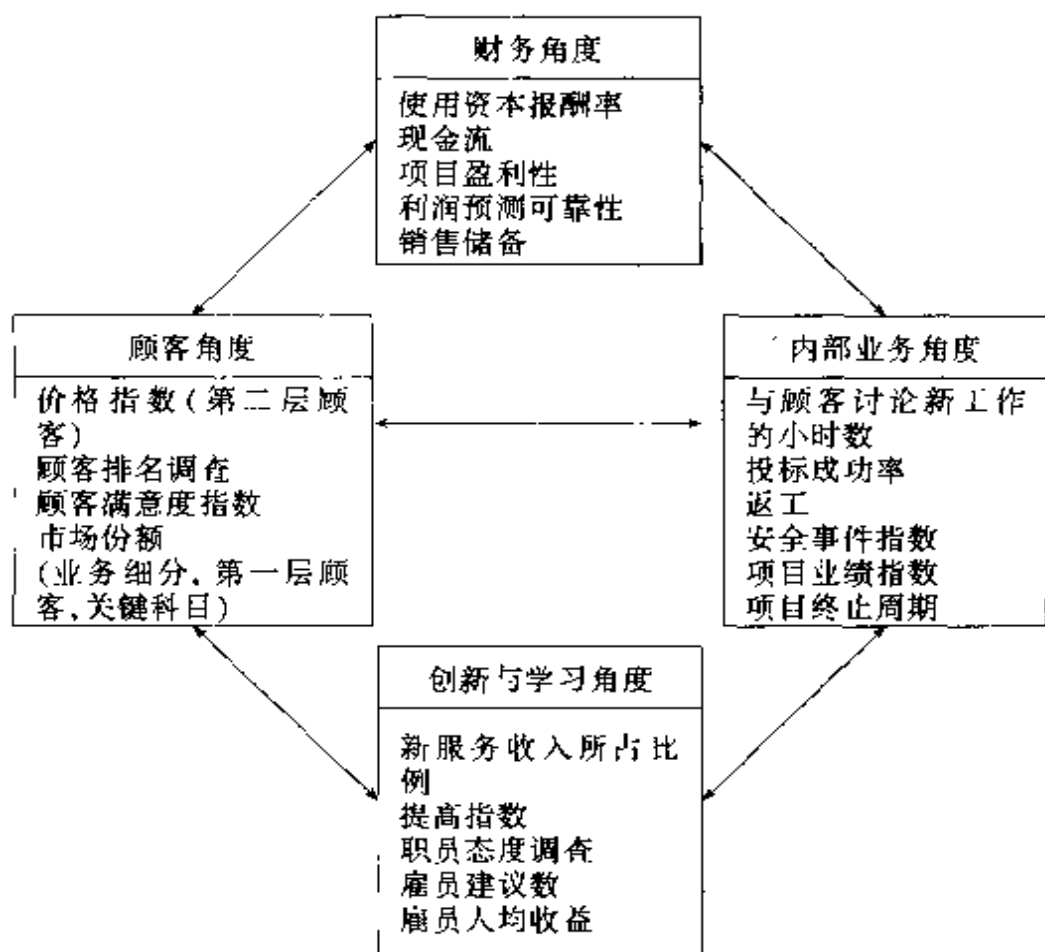 财务角度
使用资本报酬率
现金流
项目盈利性
利润预测可靠性
销售储备
顾客角度
价格指数(第二层顾
客)
顾客排名调查
顾客满意度指数
市场份额
(业务细分,第一层顾
客,关键科目)
内部业务角度
与顾客讨论新工作
的小时数
投标成功率
返工
安全事件指数
项目业绩指数
项目终止周期
创新与学习角度
新服务收入所占比
例
提高指数
职员态度调查
雇员建议数
雇员人均收益